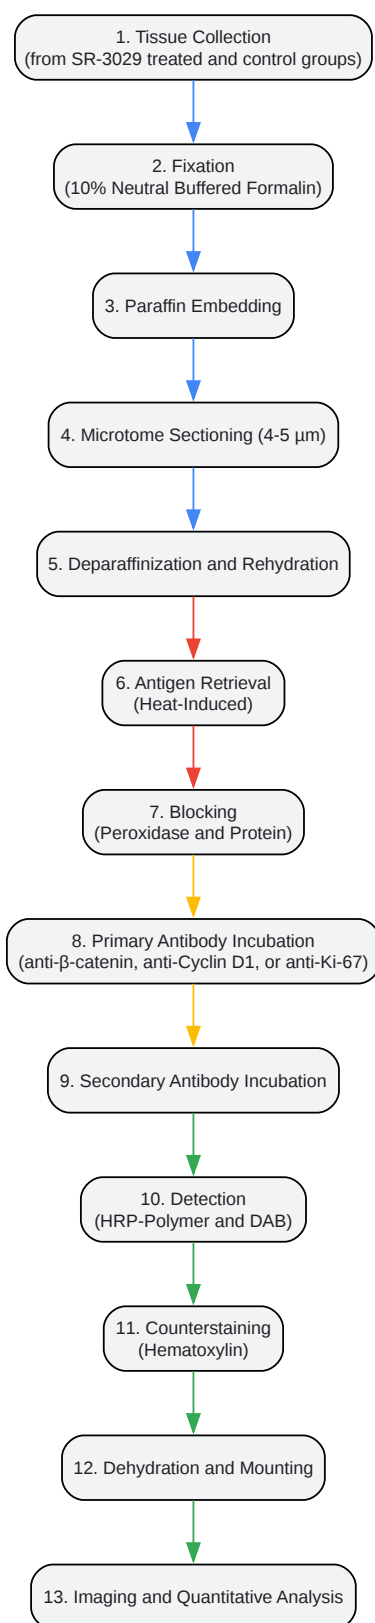 1. Tissue Collection
(from SR-3029 treated and control groups)
2. Fixation
(10% Neutral Buffered Formalin)
3. Paraffin Embedding
4. Microtome Sectioning (4-5 µm)
5. Deparaffinization and Rehydration
6. Antigen Retrieval
(Heat-Induced)
7. Blocking
(Peroxidase and Protein)
8. Primary Antibody Incubation
(anti-β-catenin, anti-Cyclin D1, or anti-Ki-67)
9. Secondary Antibody Incubation
10. Detection
(HRP-Polymer and DAB)
11. Counterstaining
(Hematoxylin)
12. Dehydration and Mounting
13. Imaging and Quantitative Analysis